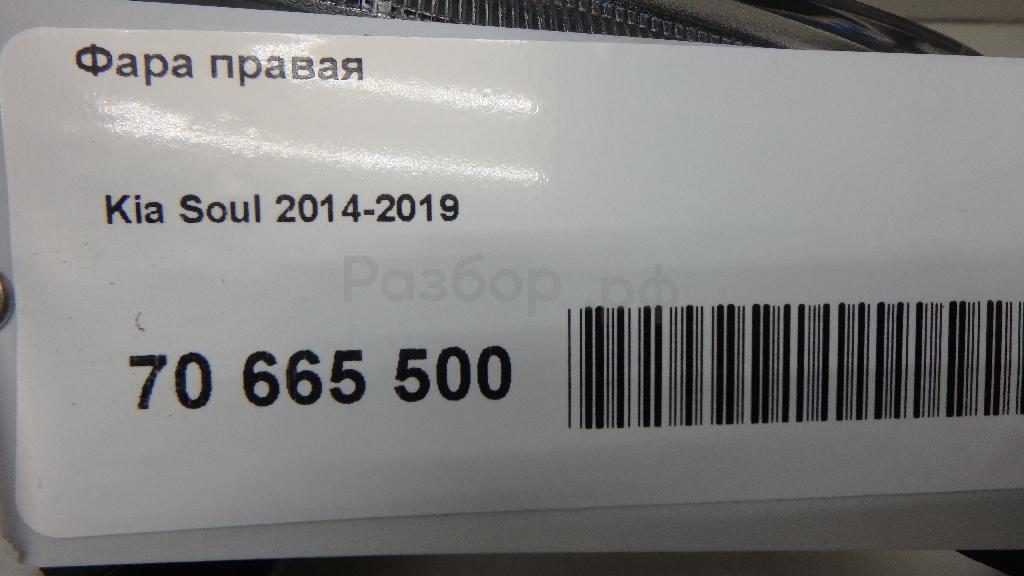 Фара правая
Kia Soul 2014-2019
Разбор.рф
70 665 500